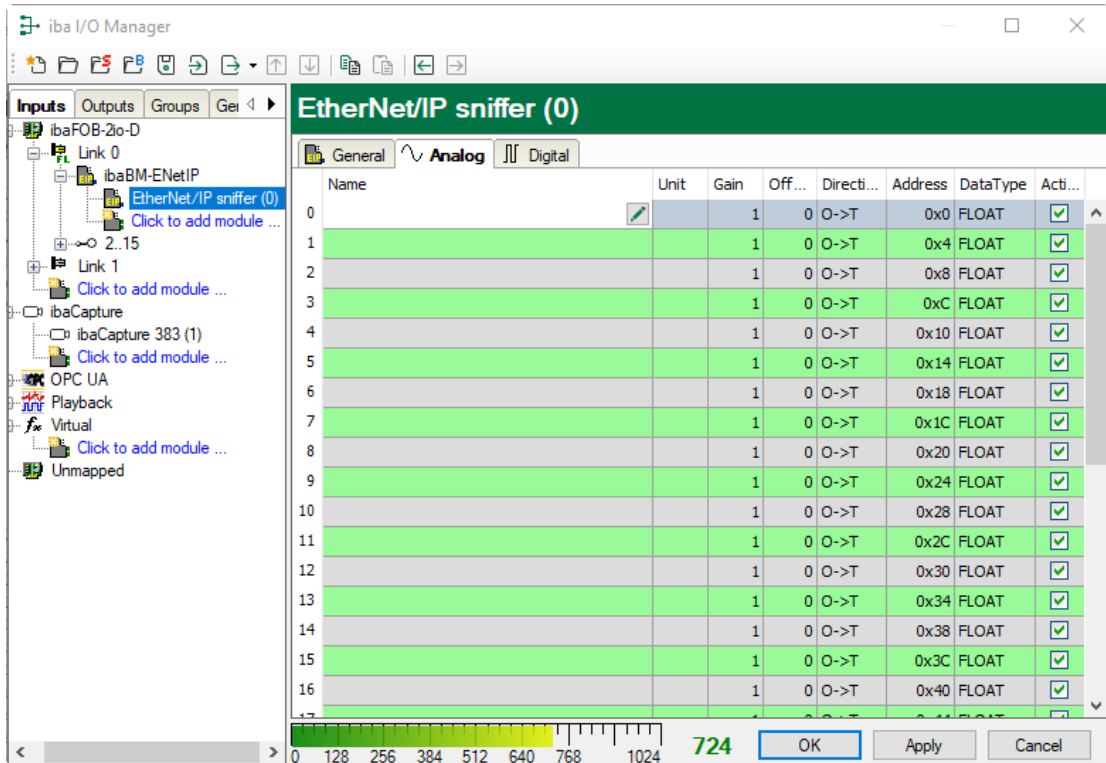 iba I/O Manager
Inputs Outputs Groups Ger
ibaFOB-2io-D
Link 0
ibaBM-ENetIP
EtherNet/IP sniffer (0)
Click to add module ...
2..15
Link 1
Click to add module ...
ibaCapture
ibaCapture 383 (1)
Click to add module ...
OPC UA
Playback
Virtual
Click to add module ...
Unmapped
EtherNet/IP sniffer (0)
General Analog Digital
Name Unit Gain Off... Directi... Address DataType Acti...
0 1 0 O->T 0x0 FLOAT
1 1 0 O->T 0x4 FLOAT
2 1 0 O->T 0x8 FLOAT
3 1 0 O->T 0xC FLOAT
4 1 0 O->T 0x10 FLOAT
5 1 0 O->T 0x14 FLOAT
6 1 0 O->T 0x18 FLOAT
7 1 0 O->T 0x1C FLOAT
8 1 0 O->T 0x20 FLOAT
9 1 0 O->T 0x24 FLOAT
10 1 0 O->T 0x28 FLOAT
11 1 0 O->T 0x2C FLOAT
12 1 0 O->T 0x30 FLOAT
13 1 0 O->T 0x34 FLOAT
14 1 0 O->T 0x38 FLOAT
15 1 0 O->T 0x3C FLOAT
16 1 0 O->T 0x40 FLOAT
0 128 256 384 512 640 768 1024 724 OK Apply Cancel